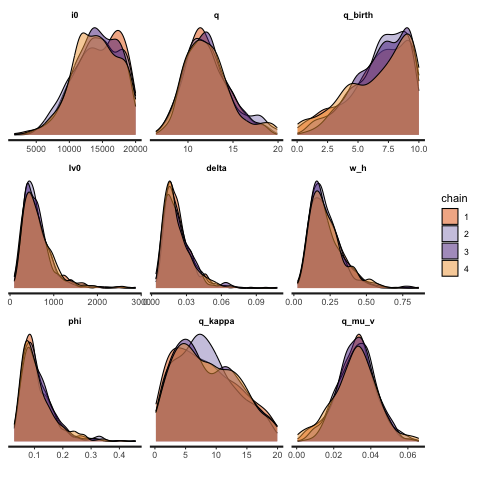 i0 q q_birth
5000 10000 15000 20000 10 15 20 0.0 2.5 5.0 7.5 10.0
lv0 delta w_h
0 1000 2000 0.03 0.06 0.09 0.00 0.25 0.50 0.75
phi q_kappa q_mu_v
0.1 0.2 0.3 0.4 0 5 10 15 20 0.00 0.02 0.04 0.06
chain
1
2
3
4